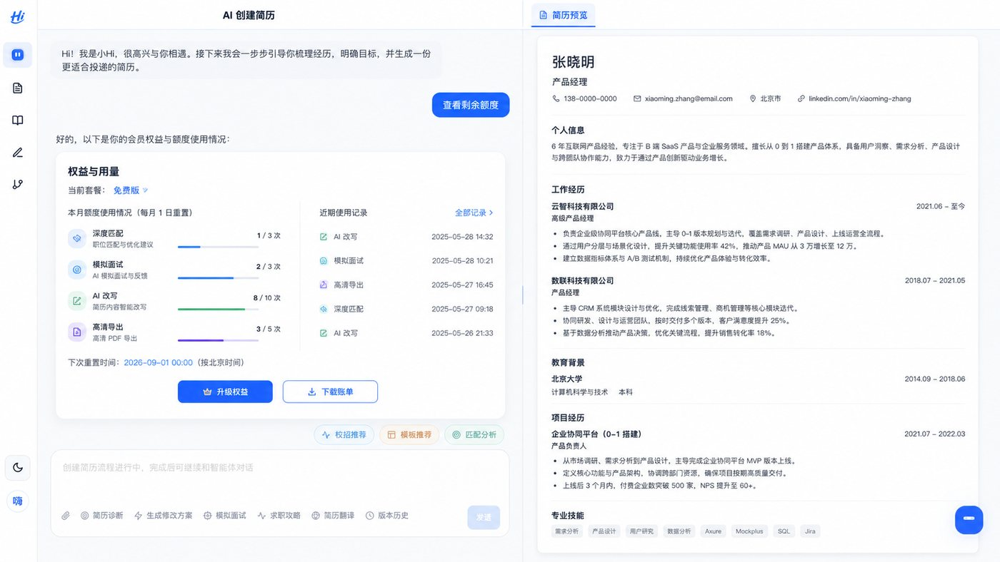 Hi
AI 创建简历
Hi！我是小Hi，很高兴与你相遇。接下来我会一步步引导你梳理经历，明确目标，并生成一份
更适合投递的简历。
查看剩余额度
好的，以下是你的会员权益与额度使用情况：
权益与用量
当前套餐： 免费版
本月额度使用情况（每月 1 日重置）
深度匹配
职位匹配与优化建议
1 / 3 次
模拟面试
AI 模拟面试与反馈
2 / 3 次
AI 改写
简历内容智能改写
8 / 10 次
高清导出
高清 PDF 导出
3 / 5 次
近期使用记录 全部记录
AI 改写 2025-05-28 14:32
模拟面试 2025-05-28 10:21
高清导出 2025-05-27 16:45
深度匹配 2025-05-27 09:18
AI 改写 2025-05-26 21:33
下次重置时间： 2026-09-01 00:00（按北京时间）
升级权益 下载账单
校招推荐 模板推荐 匹配分析
创建简历流程进行中，完成后可继续和智能体对话
简历诊断 生成修改方案 模拟面试 求职攻略 简历翻译 版本历史
发送
嗨
简历预览
张晓明
产品经理
138-0000-0000 xiaoming.zhang@email.com 北京市 linkedin.com/in/xiaoming-zhang
个人信息
6 年互联网产品经验，专注于 B 端 SaaS 产品与企业服务领域。擅长从 0 到 1 搭建产品体系，具备用户洞察、需求分析、产品设计
与跨团队协作能力，致力于通过产品创新驱动业务增长。
工作经历
云智科技有限公司 2021.06 – 至今
高级产品经理
• 负责企业级协同平台核心产品线，主导 0-1 版本规划与迭代，覆盖需求调研、产品设计、上线运营全流程。
• 通过用户分层与场景化设计，提升关键功能使用率 42%，推动产品 MAU 从 3 万增长至 12 万。
• 建立数据指标体系与 A/B 测试机制，持续优化产品体验与转化效率。
数联科技有限公司 2018.07 – 2021.05
产品经理
• 主导 CRM 系统模块设计与优化，完成线索管理、商机管理等核心模块迭代。
• 协同研发、设计与运营团队，按时交付多个版本，客户满意度提升 25%。
• 基于数据分析推动产品决策，优化关键流程，提升销售转化率 18%。
教育背景
北京大学 2014.09 – 2018.06
计算机科学与技术 本科
项目经历
企业协同平台（0-1 搭建） 2021.07 – 2022.03
产品负责人
• 从市场调研、需求分析到产品设计，主导完成企业协同平台 MVP 版本上线。
• 定义核心功能与产品架构，协调跨部门资源，确保项目按期高质量交付。
• 上线后 3 个月内，付费企业数突破 500 家，NPS 提升至 60+。
专业技能
需求分析 产品设计 用户研究 数据分析 Axure Mockplus SQL Jira